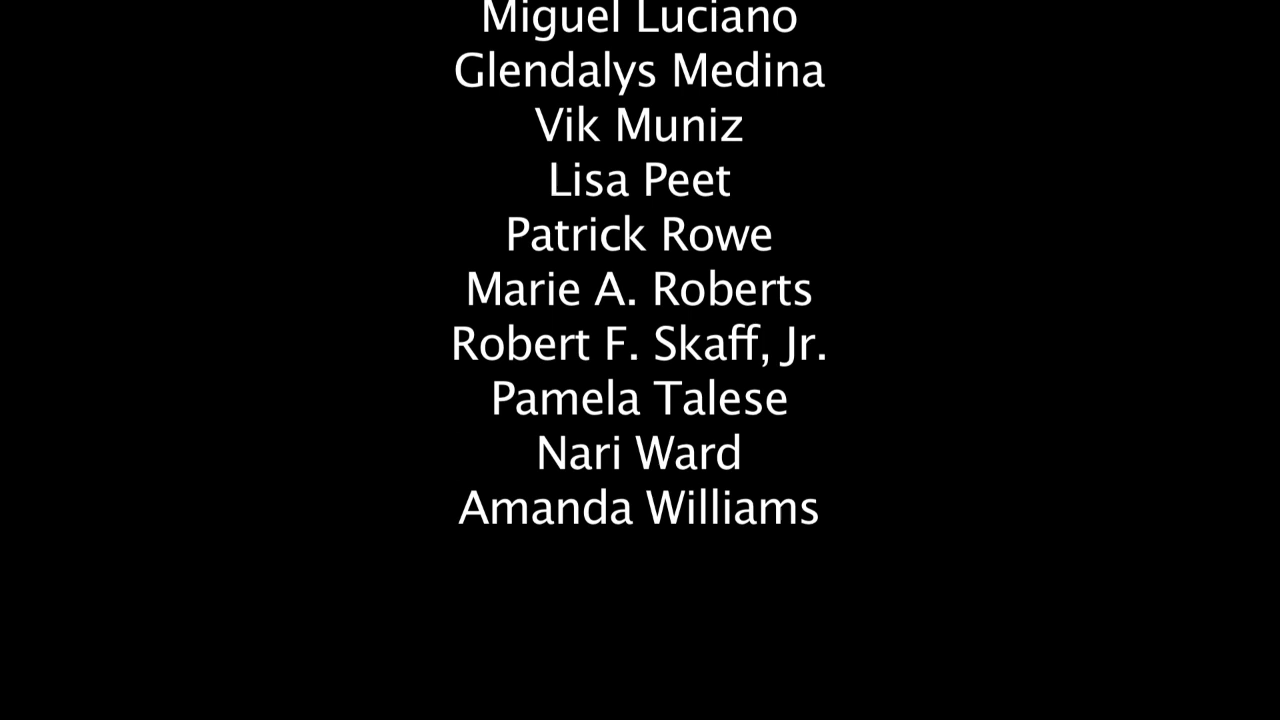 Miguel Luciano
Glendalys Medina
Vik Muniz
Lisa Peet
Patrick Rowe
Marie A. Roberts
Robert F. Skaff, Jr.
Pamela Talese
Nari Ward
Amanda Williams